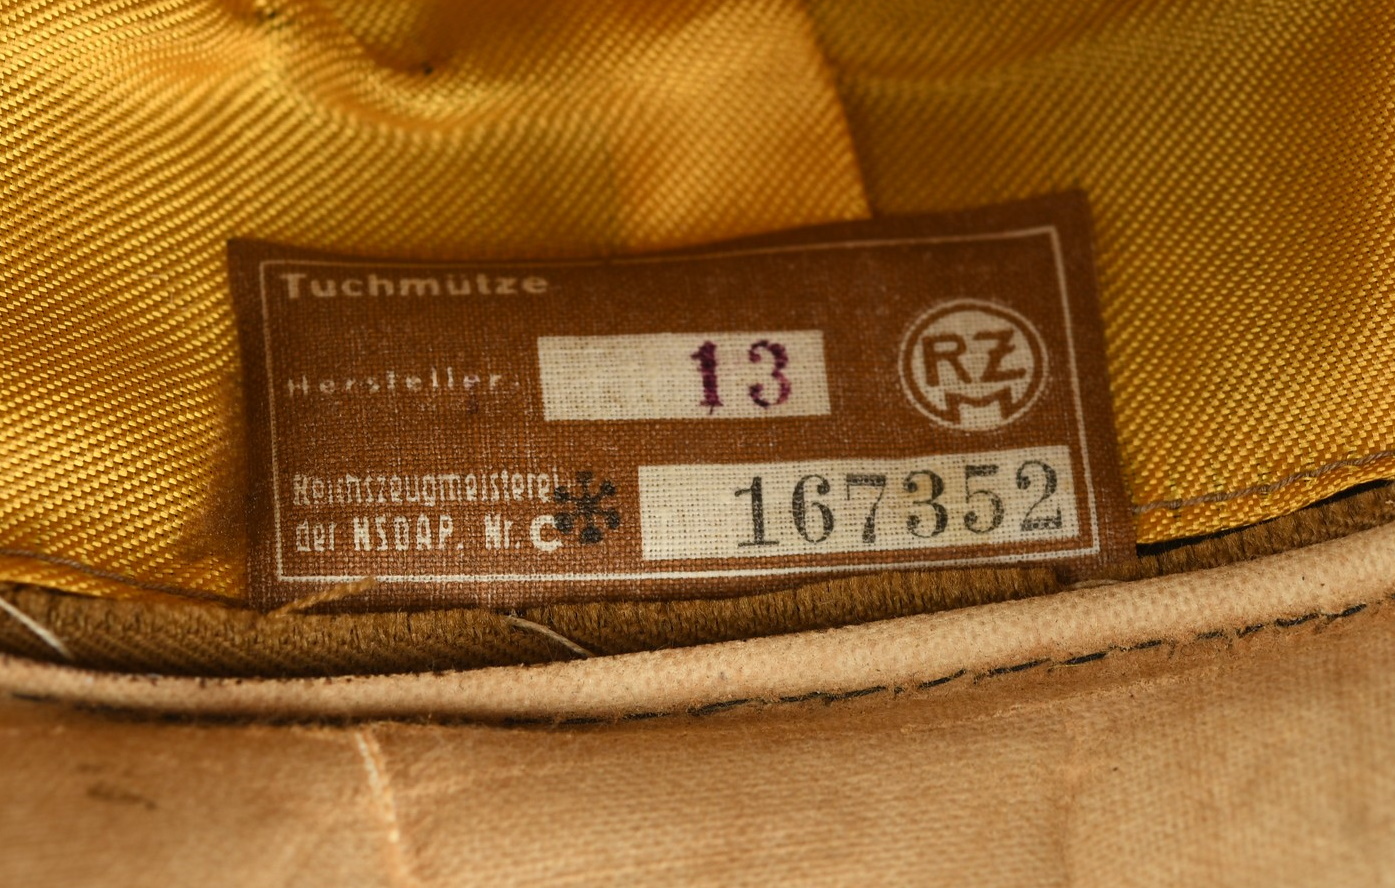 Tuchmütze
Hersteller: 13
RZM
Reichszeugmeisterei
der NSDAP. Nr. C * 167352